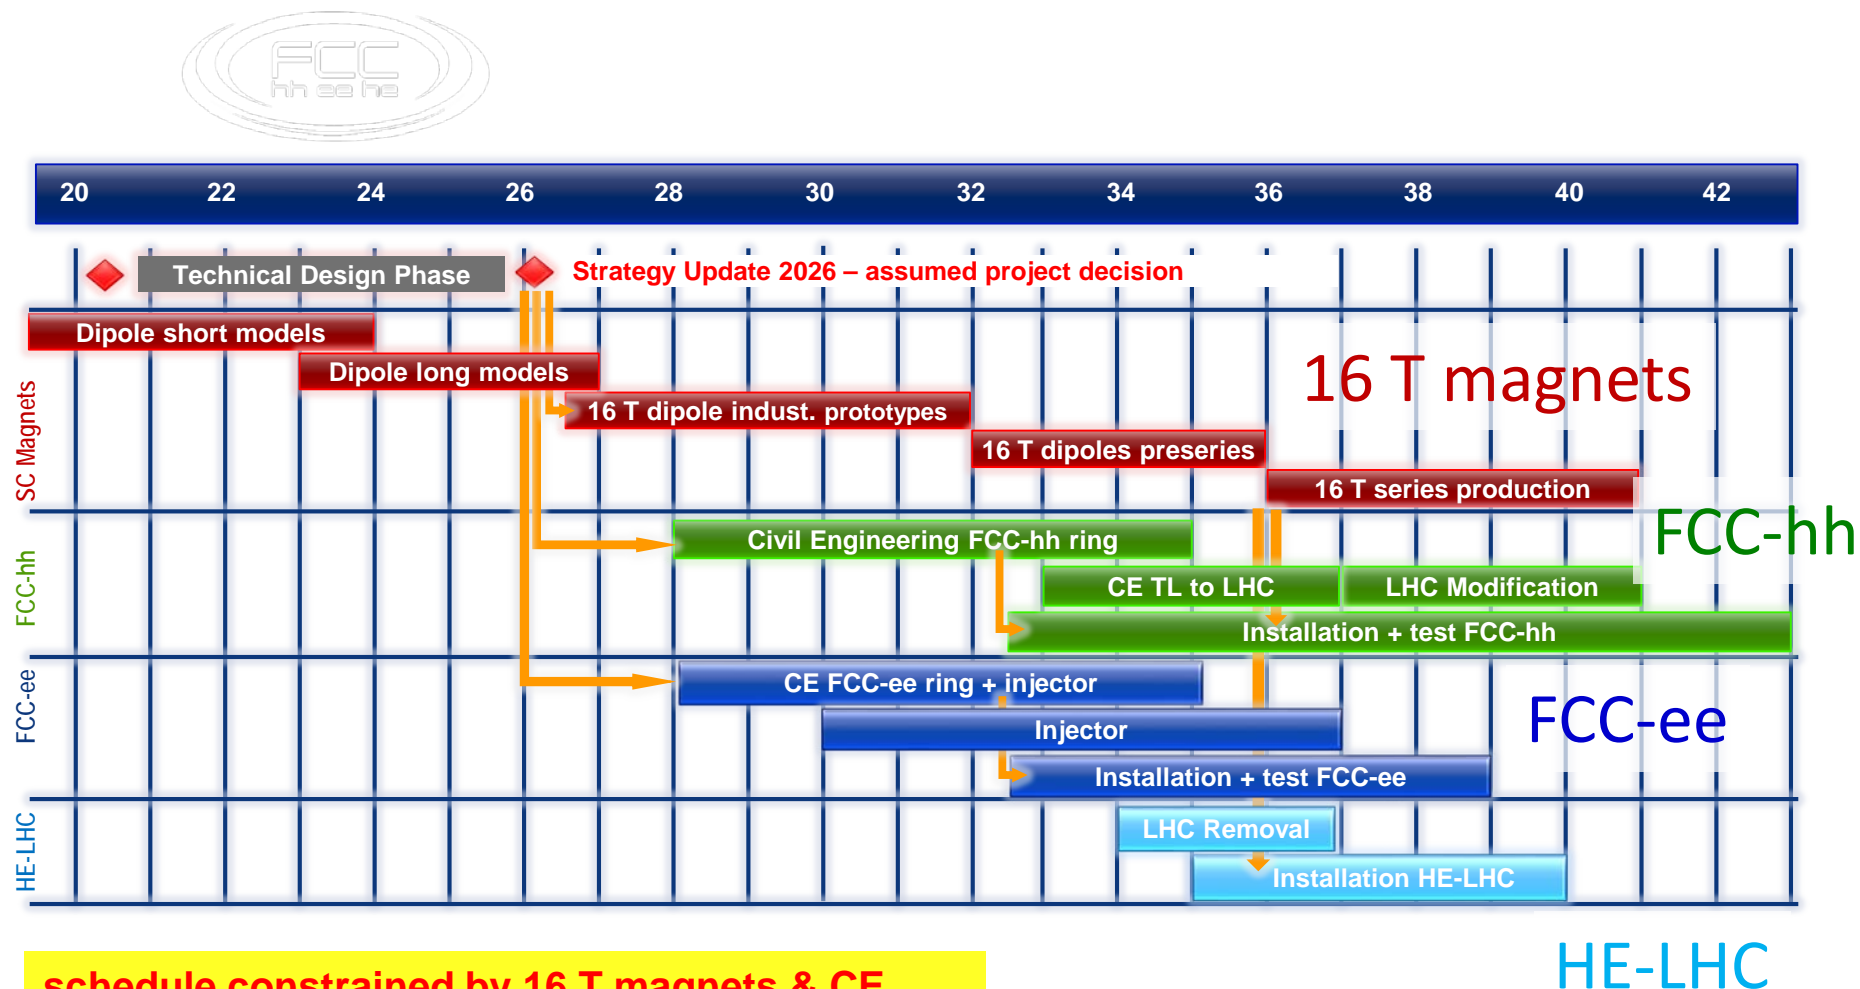 FCC
hh ee he
20 22 24 26 28 30 32 34 36 38 40 42
Technical Design Phase
Strategy Update 2026 – assumed project decision
SC Magnets
Dipole short models
Dipole long models
16 T dipole indust. prototypes
16 T dipoles preseries
16 T series production
16 T magnets
FCC-hh
Civil Engineering FCC-hh ring
CE TL to LHC
LHC Modification
Installation + test FCC-hh
FCC-hh
FCC-ee
CE FCC-ee ring + injector
Injector
Installation + test FCC-ee
FCC-ee
HE-LHC
LHC Removal
Installation HE-LHC
HE-LHC
schedule constrained by 16 T magnets & CE